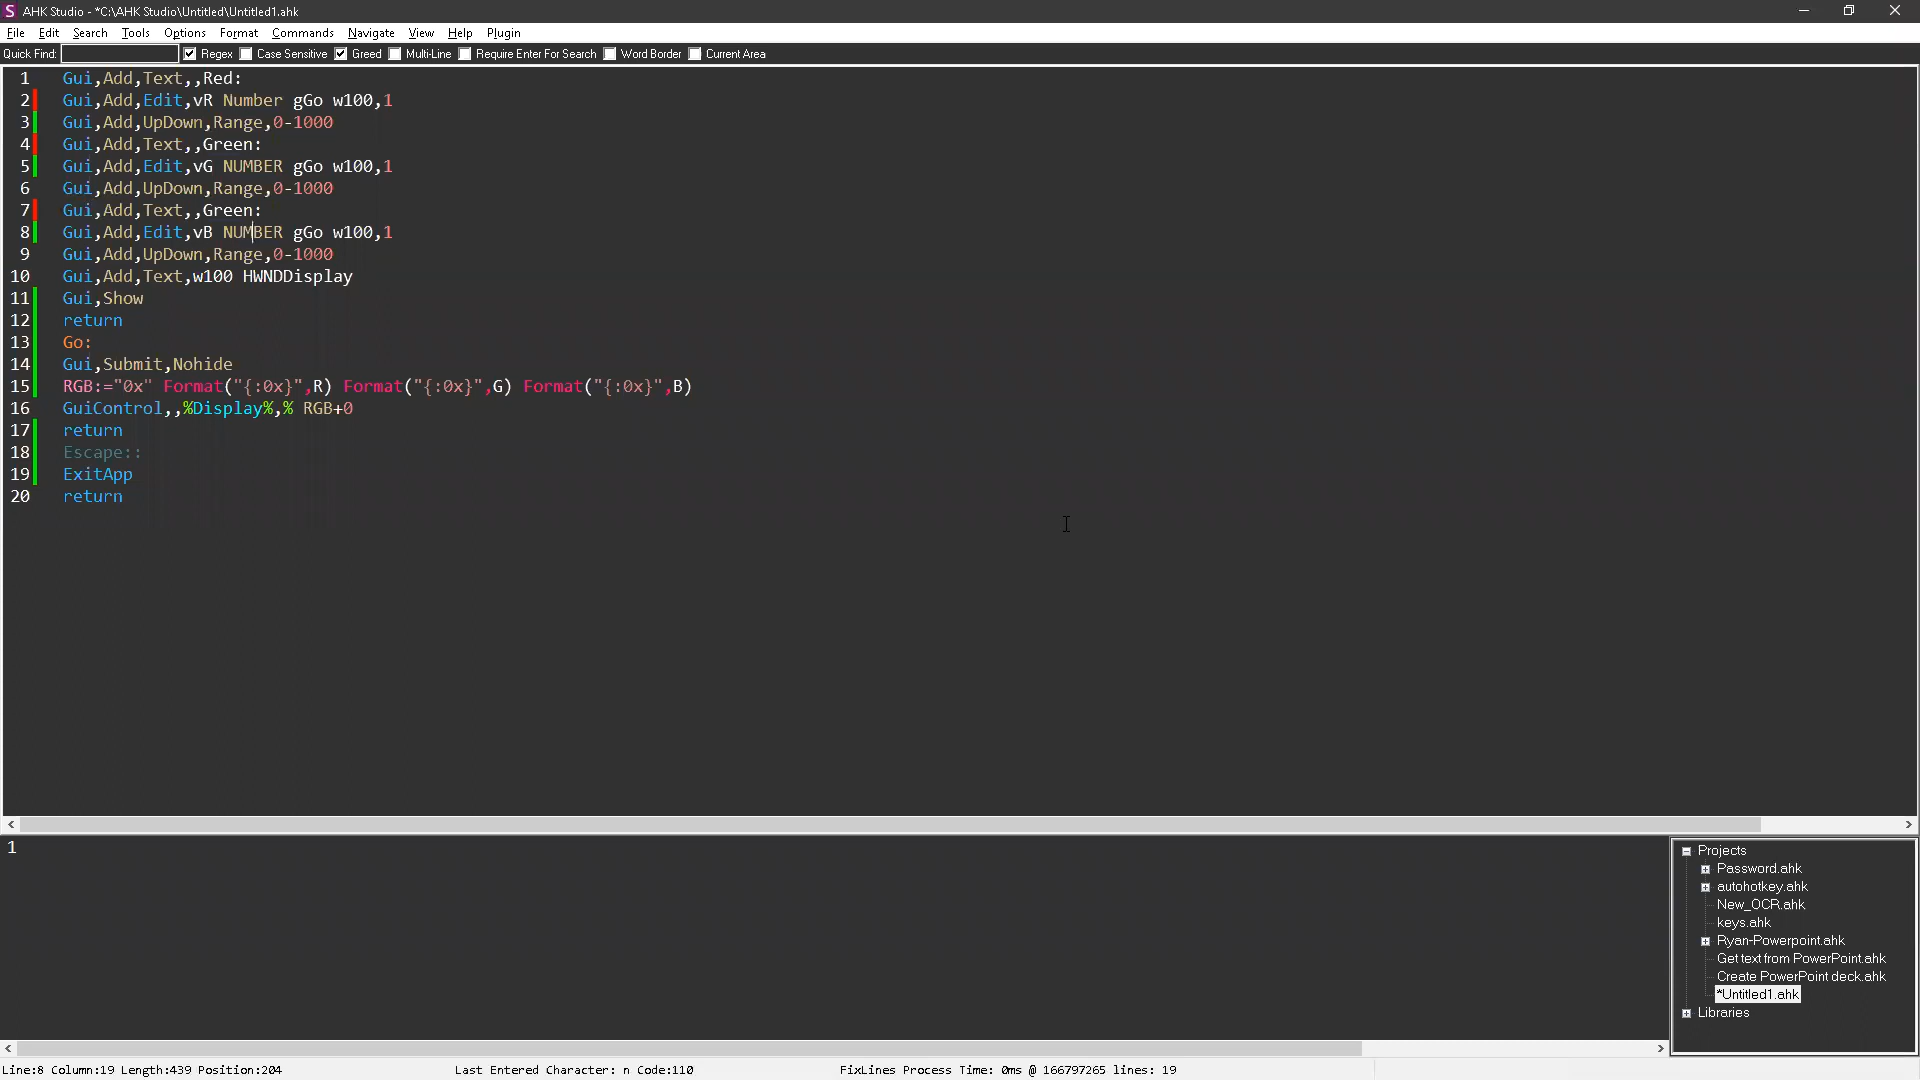 S AHK Studio - *C:\AHK Studio\Untitled\Untitled1.ahk
File Edit Search Tools Options Format Commands Navigate View Help Plugin
Quick Find: Regex Case Sensitive Greed Multi-Line Require Enter For Search Word Border Current Area
1 Gui,Add,Text,,Red:
2 Gui,Add,Edit,vR Number gGo w100,1
3 Gui,Add,UpDown,Range,0-1000
4 Gui,Add,Text,,Green:
5 Gui,Add,Edit,vG NUMBER gGo w100,1
6 Gui,Add,UpDown,Range,0-1000
7 Gui,Add,Text,,Green:
8 Gui,Add,Edit,vB NUMBER gGo w100,1
9 Gui,Add,UpDown,Range,0-1000
10 Gui,Add,Text,w100 HWNDDisplay
11 Gui,Show
12 return
13 Go:
14 Gui,Submit,Nohide
15 RGB:="0x" Format("{:0x}",R) Format("{:0x}",G) Format("{:0x}",B)
16 GuiControl,,%Display%,% RGB+0
17 return
18 Escape::
19 ExitApp
20 return
1
Projects
Password.ahk
autohotkey.ahk
New_OCR.ahk
keys.ahk
Ryan-Powerpoint.ahk
Get text from PowerPoint.ahk
Create PowerPoint deck.ahk
*Untitled1.ahk
Libraries
Line:8 Column:19 Length:439 Position:204 Last Entered Character: n Code:110 FixLines Process Time: 0ms @ 166797265 lines: 19